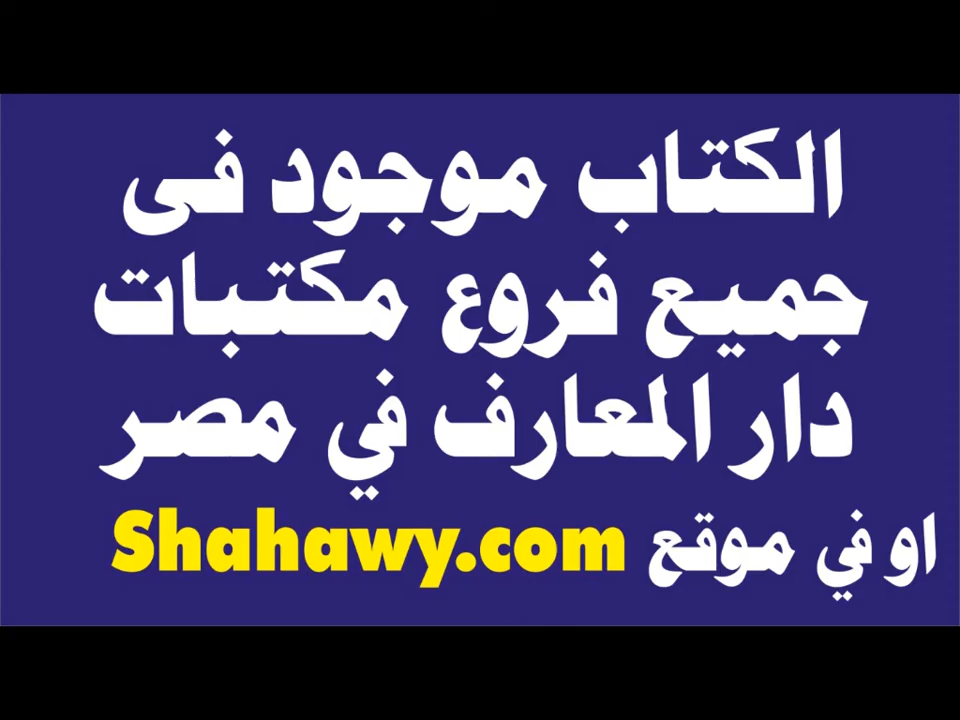 الكتاب موجود فى
جميع فروع مكتبات
دار المعارف في مصر
او في موقع Shahawy.com